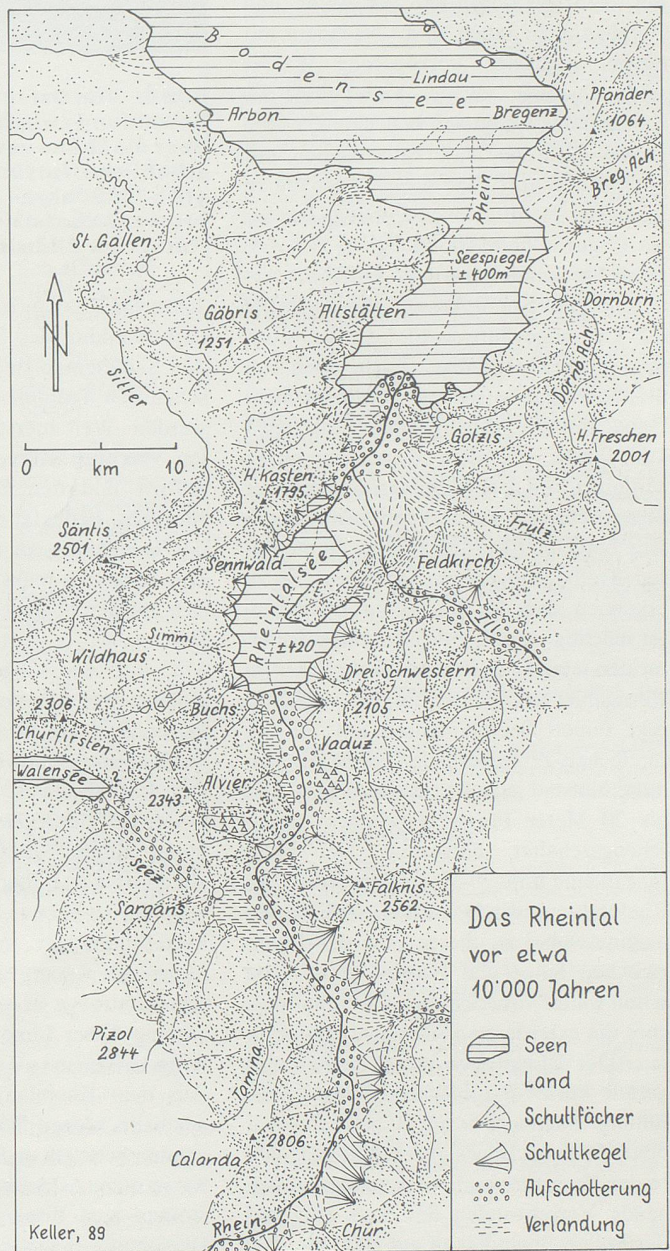 Bodensee
Lindau
Pfänder
1064
Arbon
Bregenz
Breg Ach
Rhein
St. Gallen
Seespiegel
± 400m
Dornbirn
Gäbris
1251
Altstätten
N
Sitter
Dornb. Ach
Götzis
H. Freschen
2001
0 km 10
H. Kasten
1795
Säntis
2501
Sennwald
Frutz
Feldkirch
Rheintalsee
±420
Ill
Simmi
Wildhaus
Drei Schwestern
2105
2306
Churfirsten
Buchs
Vaduz
Walensee
?
Alvier
2343
Seez
Sargans
Falknis
2562
?
Pizol
2844
Tamina
2806
Calanda
Rhein
Chur
Keller, 89
Das Rheintal
vor etwa
10'000 Jahren
Seen
Land
Schuttfächer
Schuttkegel
Aufschotterung
Verlandung